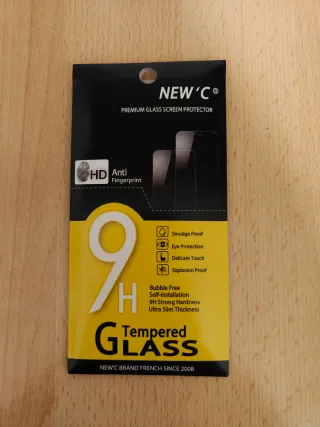 NEW'C ®
PREMIUM GLASS SCREEN PROTECTOR
HD
Anti
Fingerprint
Smudge Proof
Eye Protection
Delicate Touch
Explosion Proof
9H
Bubble Free
Self-Installation
9H Strong Hardness
Ultra Slim Thickness
Tempered
GLASS
NEW'C BRAND FRENCH SINCE 2008